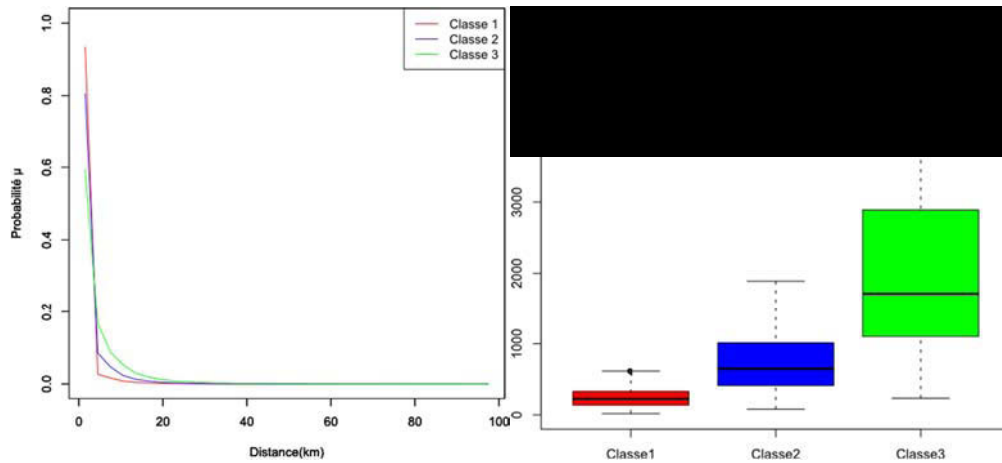 Classe 1
Classe 2
Classe 3
Probabilité μ
1.0
0.8
0.6
0.4
0.2
0.0
0
20
40
60
80
100
Distance(km)
3000
2000
1000
0
Classe1
Classe2
Classe3